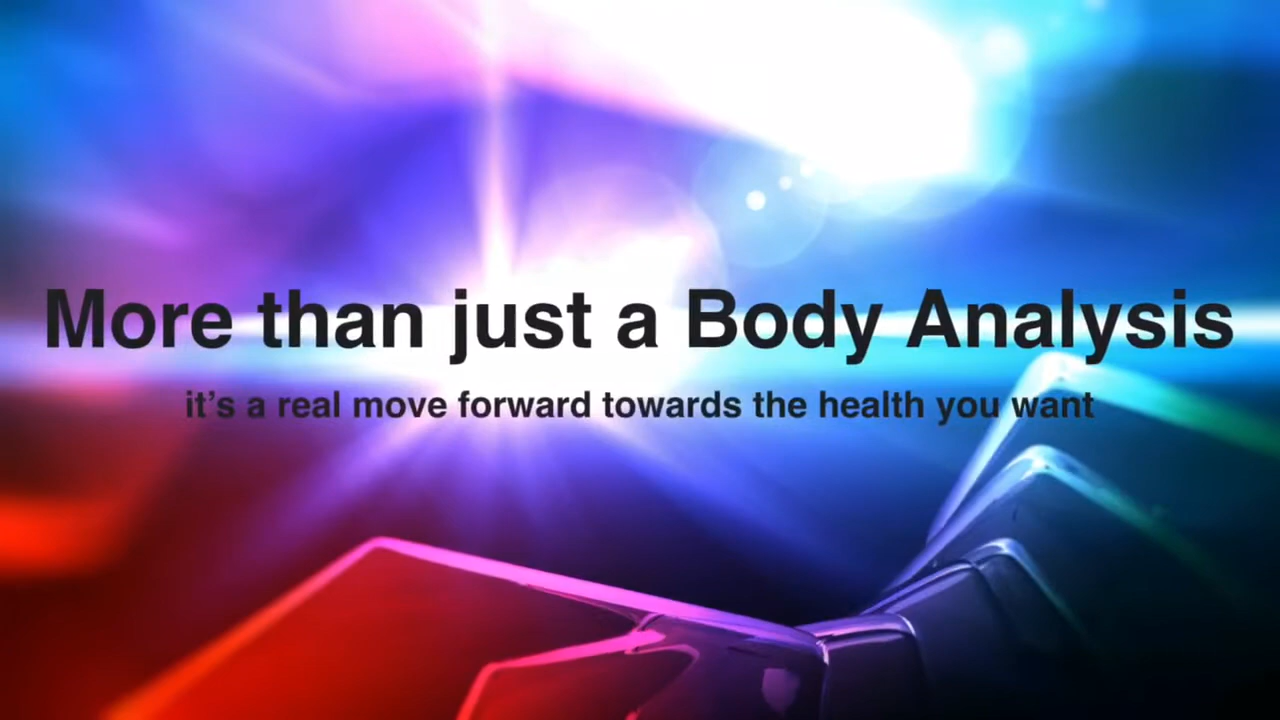 More than just a Body Analysis
it’s a real move forward towards the health you want